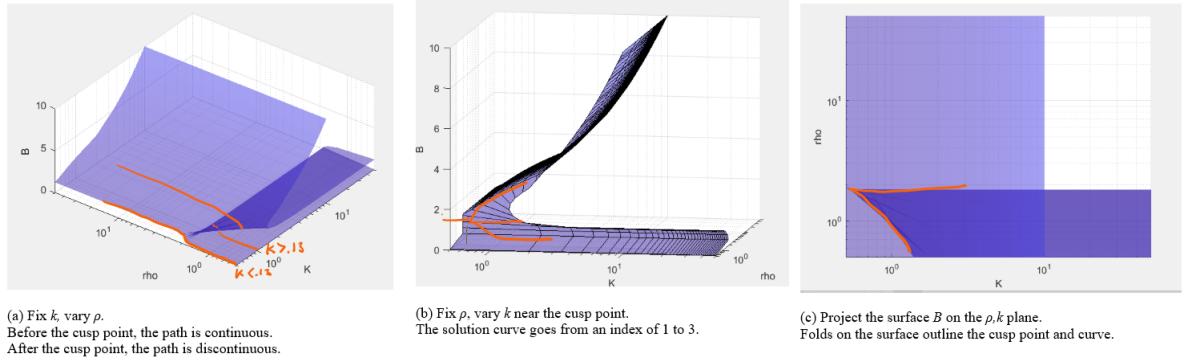 10
5
0
B
10¹
rho
10⁰
K<.13
10⁰
K>.13
K
10¹
10
8
6
4
2
0
B
10⁰
10¹
K
10⁰
rho
rho
10¹
10⁰
10⁰
10¹
K
(a) Fix k, vary ρ.
Before the cusp point, the path is continuous.
After the cusp point, the path is discontinuous.
(b) Fix ρ, vary k near the cusp point.
The solution curve goes from an index of 1 to 3.
(c) Project the surface B on the ρ,k plane.
Folds on the surface outline the cusp point and curve.